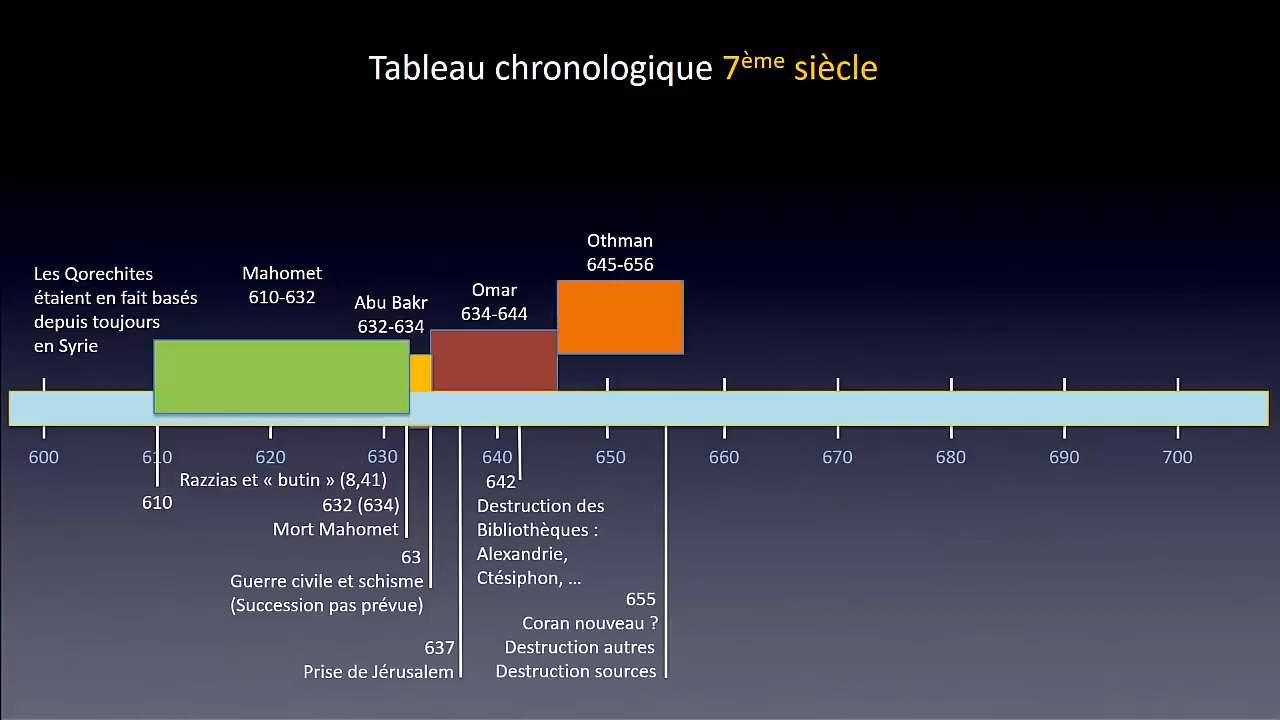 Tableau chronologique 7ème siècle
Othman
645-656
Les Qorechites
étaient en fait basés
depuis toujours
en Syrie
Mahomet
610-632
Abu Bakr
632-634
Omar
634-644
600 610 620 630 640 650 660 670 680 690 700
610
Razzias et « butin » (8,41)
632 (634)
Mort Mahomet
63
Guerre civile et schisme
(Succession pas prévue)
637
Prise de Jérusalem
642
Destruction des
Bibliothèques :
Alexandrie,
Ctésiphon, ...
655
Coran nouveau ?
Destruction autres
Destruction sources